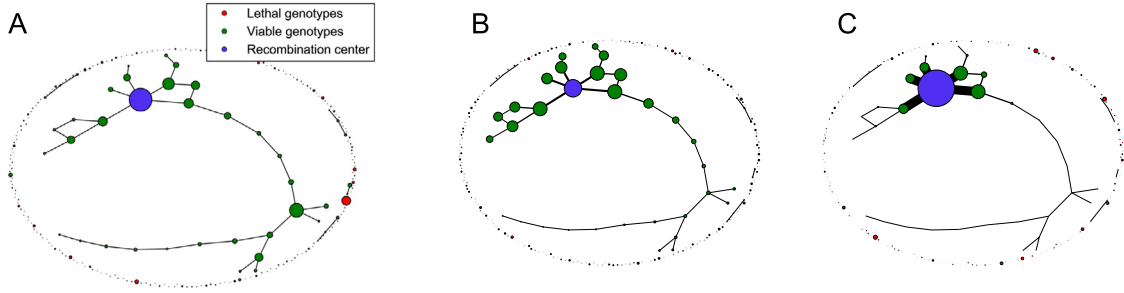 A
Lethal genotypes
Viable genotypes
Recombination center
B
C